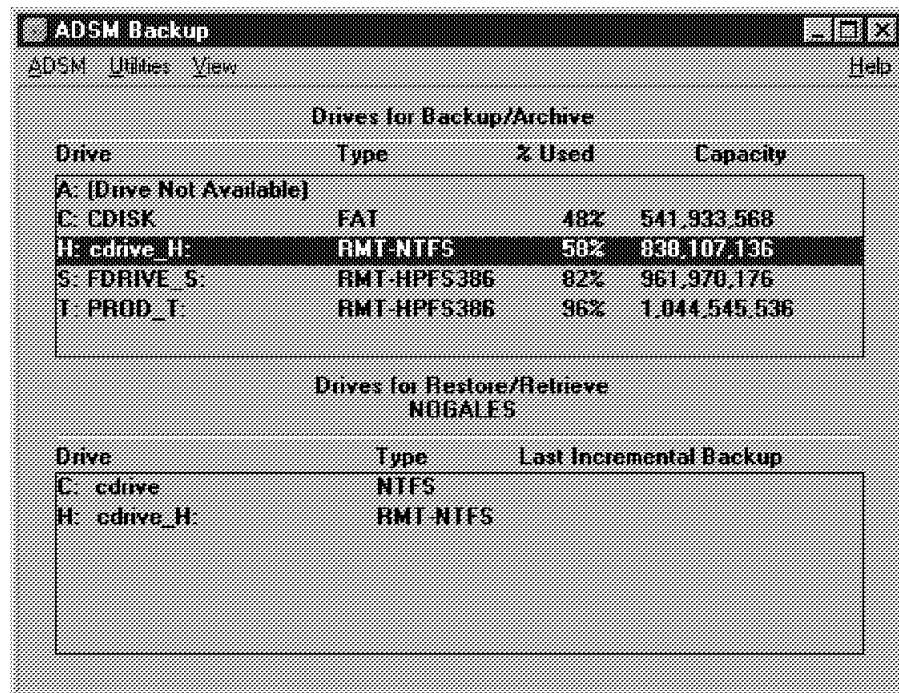 ADSM Backup
ADSM Utilities View Help
Drives for Backup/Archive
Drive Type % Used Capacity
A: (Drive Not Available)
C: CDISK FAT 48% 541,933,568
H: cdrive_H: RMT-NTFS 58% 838,107,136
S: FDRIVE_S: RMT-HPFS386 82% 961,970,176
T: PROD_T: RMT-HPFS386 96% 1,044,545,536
Drives for Restore/Retrieve
NOGALES
Drive Type Last Incremental Backup
C: cdrive NTFS
H: cdrive_H: RMT-NTFS